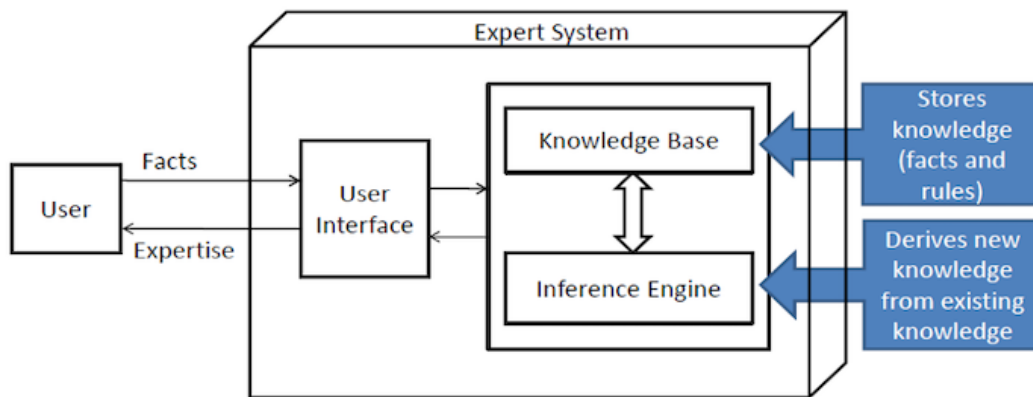 Expert System
Stores
knowledge
(facts and
rules)
Knowledge Base
Facts
User
User
Interface
Expertise
Inference Engine
Derives new
knowledge
from existing
knowledge